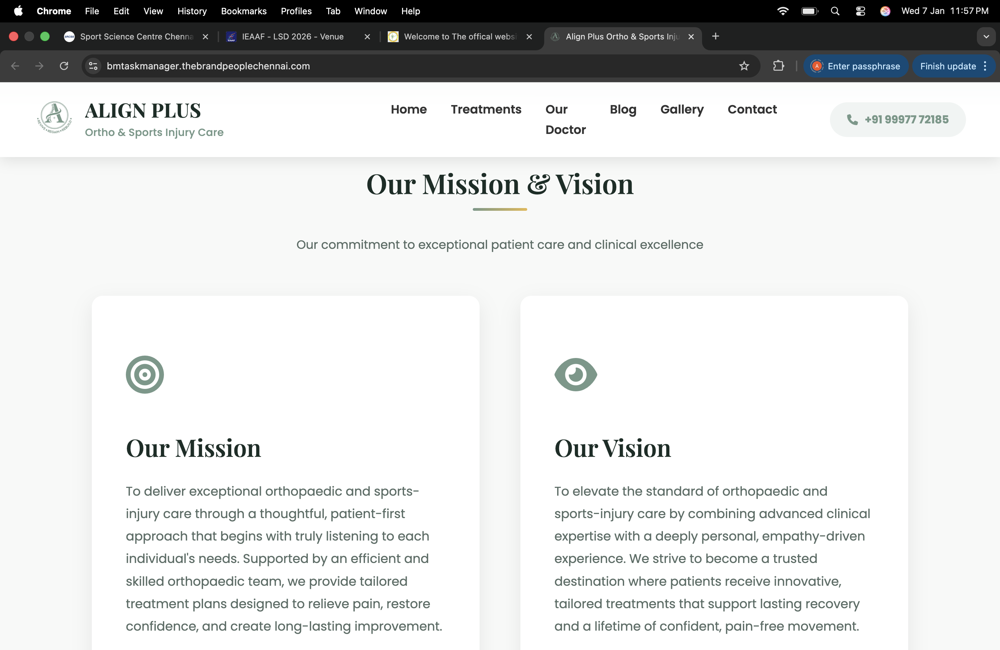 Chrome File Edit View History Bookmarks Profiles Tab Window Help Wed 7 Jan 11:57 PM
SRCSS Sport Science Centre Chenna IEAAF IEAAF - LSD 2026 - Venue Welcome to The offical websi Align Plus Ortho & Sports Inju
bmtaskmanager.thebrandpeoplechennai.com A Enter passphrase Finish update
A REVIVE • REGAIN • REBUILD
ALIGN PLUS
Ortho & Sports Injury Care
Home Treatments Our Doctor Blog Gallery Contact
+91 99977 72185
Our Mission & Vision
Our commitment to exceptional patient care and clinical excellence
Our Mission
To deliver exceptional orthopaedic and sports-
injury care through a thoughtful, patient-first
approach that begins with truly listening to each
individual's needs. Supported by an efficient and
skilled orthopaedic team, we provide tailored
treatment plans designed to relieve pain, restore
confidence, and create long-lasting improvement.
Our Vision
To elevate the standard of orthopaedic and
sports-injury care by combining advanced clinical
expertise with a deeply personal, empathy-driven
experience. We strive to become a trusted
destination where patients receive innovative,
tailored treatments that support lasting recovery
and a lifetime of confident, pain-free movement.